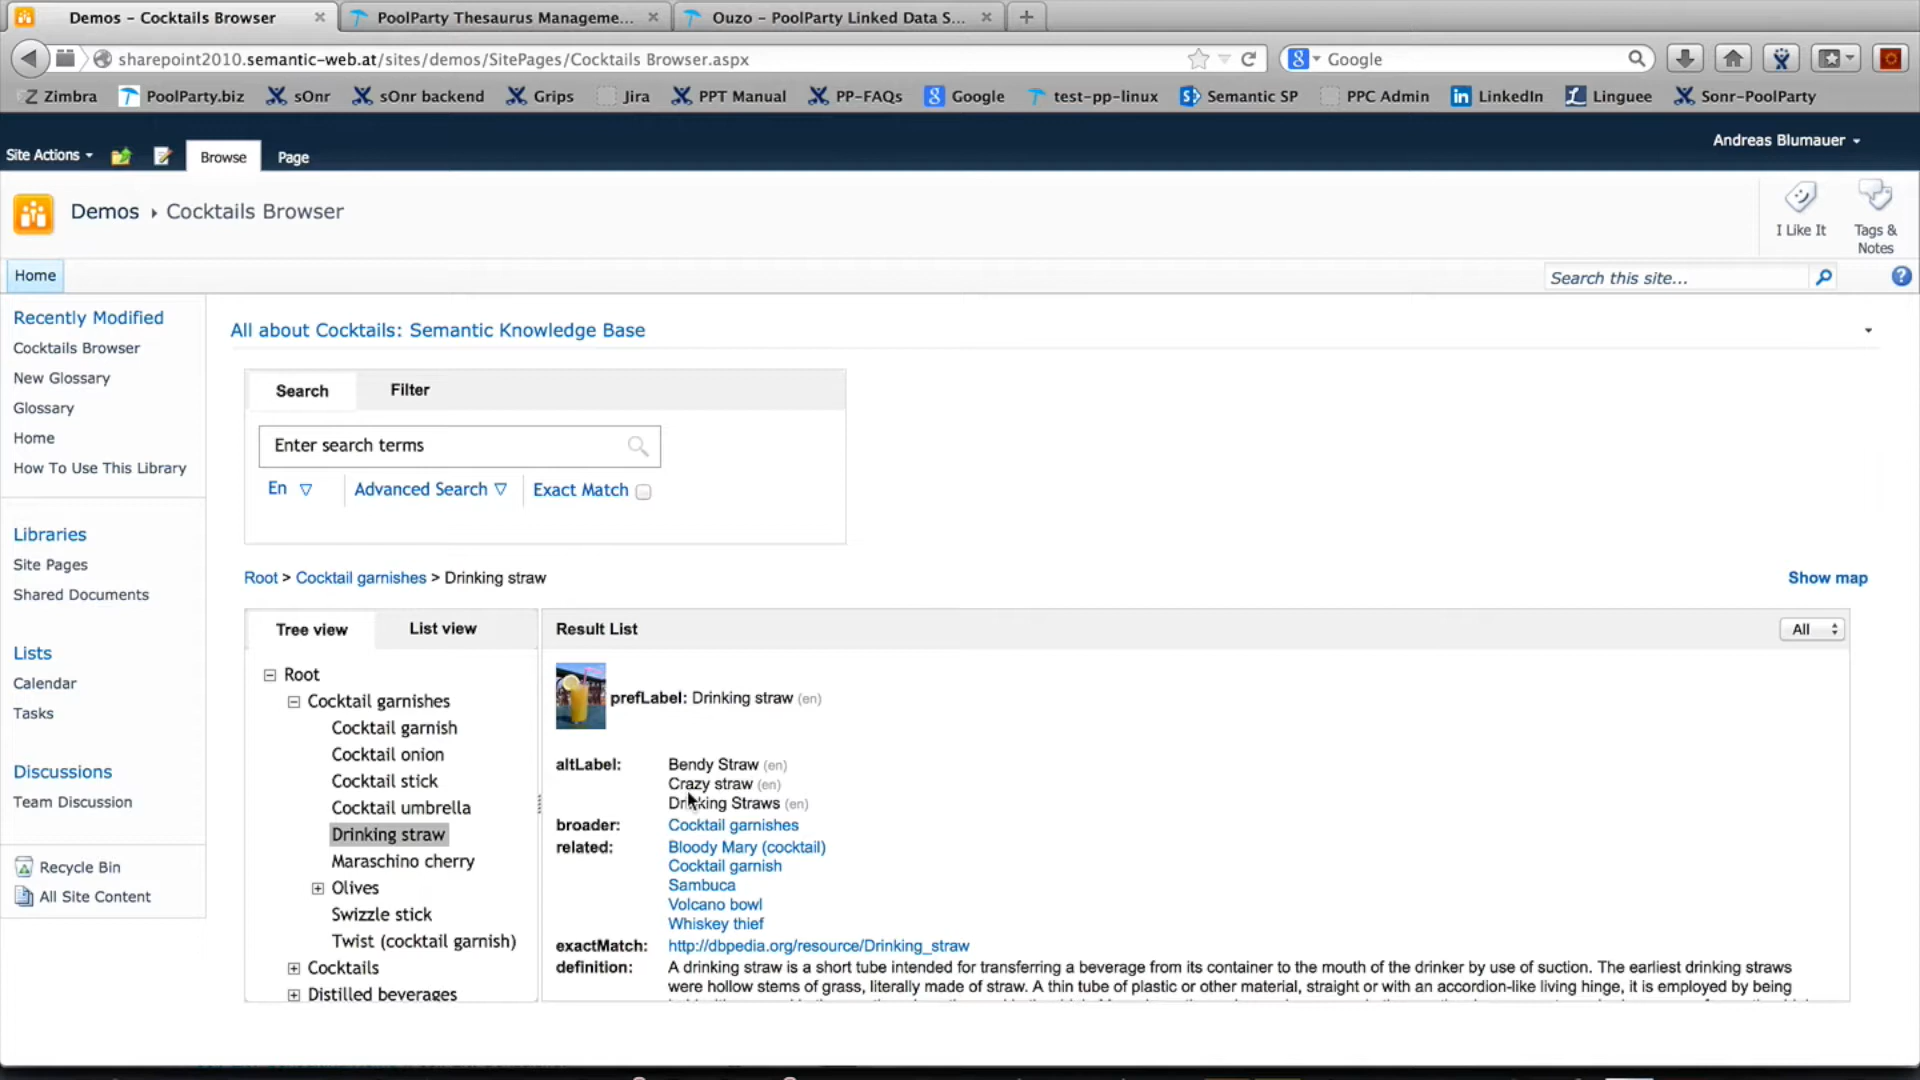 Demos – Cocktails Browser
PoolParty Thesaurus Manageme...
Ouzo – PoolParty Linked Data S...
sharepoint2010.semantic-web.at/sites/demos/SitePages/Cocktails Browser.aspx
Google
Zimbra
PoolParty.biz
sOnr
sOnr backend
Grips
Jira
PPT Manual
PP-FAQs
Google
test-pp-linux
Semantic SP
PPC Admin
LinkedIn
Linguee
Sonr-PoolParty
Andreas Blumauer
Site Actions
Browse
Page
Demos
Cocktails Browser
I Like It
Tags &
Notes
Home
Search this site...
Recently Modified
Cocktails Browser
New Glossary
Glossary
Home
How To Use This Library
Libraries
Site Pages
Shared Documents
Lists
Calendar
Tasks
Discussions
Team Discussion
Recycle Bin
All Site Content
All about Cocktails: Semantic Knowledge Base
Search
Filter
Enter search terms
En
Advanced Search
Exact Match
Root > Cocktail garnishes > Drinking straw
Show map
Tree view
List view
Root
Cocktail garnishes
Cocktail garnish
Cocktail onion
Cocktail stick
Cocktail umbrella
Drinking straw
Maraschino cherry
Olives
Swizzle stick
Twist (cocktail garnish)
Cocktails
Distilled beverages
Result List
All
prefLabel: Drinking straw (en)
altLabel: Bendy Straw (en)
Crazy straw (en)
Drinking Straws (en)
broader: Cocktail garnishes
related: Bloody Mary (cocktail)
Cocktail garnish
Sambuca
Volcano bowl
Whiskey thief
exactMatch: http://dbpedia.org/resource/Drinking_straw
definition: A drinking straw is a short tube intended for transferring a beverage from its container to the mouth of the drinker by use of suction. The earliest drinking straws
were hollow stems of grass, literally made of straw. A thin tube of plastic or other material, straight or with an accordion-like living hinge, it is employed by being